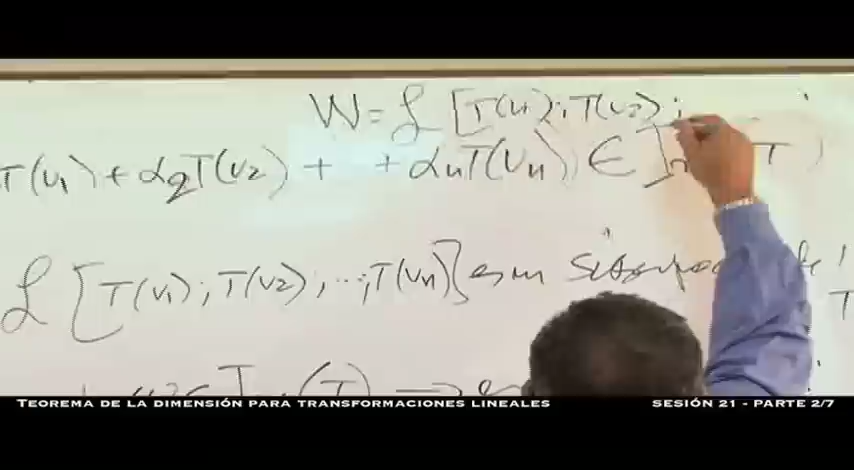 W = ℒ [T(v₁); T(v₂);
T(v₁) + α₂T(v₂) + + αₙT(vₙ) ∈ T)
ℒ [T(v₁); T(v₂); ...; T(vₙ)] es un
(T) →
TEOREMA DE LA DIMENSIÓN PARA TRANSFORMACIONES LINEALES
SESIÓN 21 - PARTE 2/7